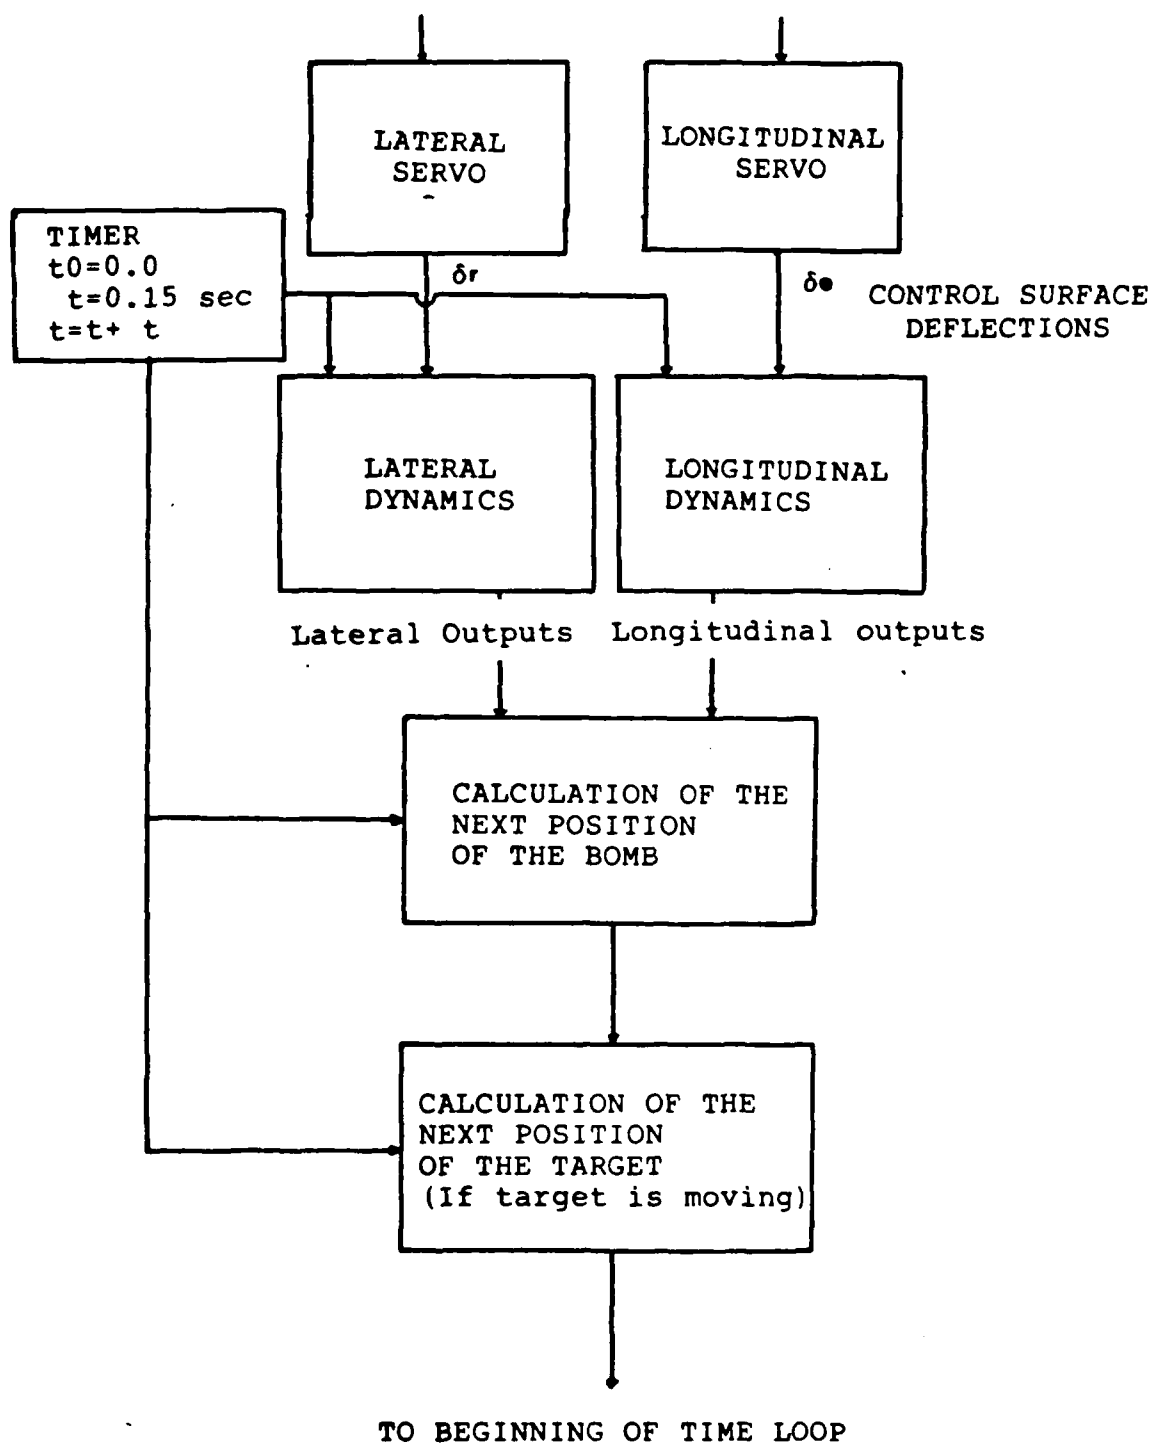 LATERAL
SERVO
LONGITUDINAL
SERVO
TIMER
t0=0.0
t=0.15 sec
t=t+ t
δr
δe
CONTROL SURFACE
DEFLECTIONS
LATERAL
DYNAMICS
LONGITUDINAL
DYNAMICS
Lateral Outputs
Longitudinal outputs
CALCULATION OF THE
NEXT POSITION
OF THE BOMB
CALCULATION OF THE
NEXT POSITION
OF THE TARGET
(If target is moving)
TO BEGINNING OF TIME LOOP